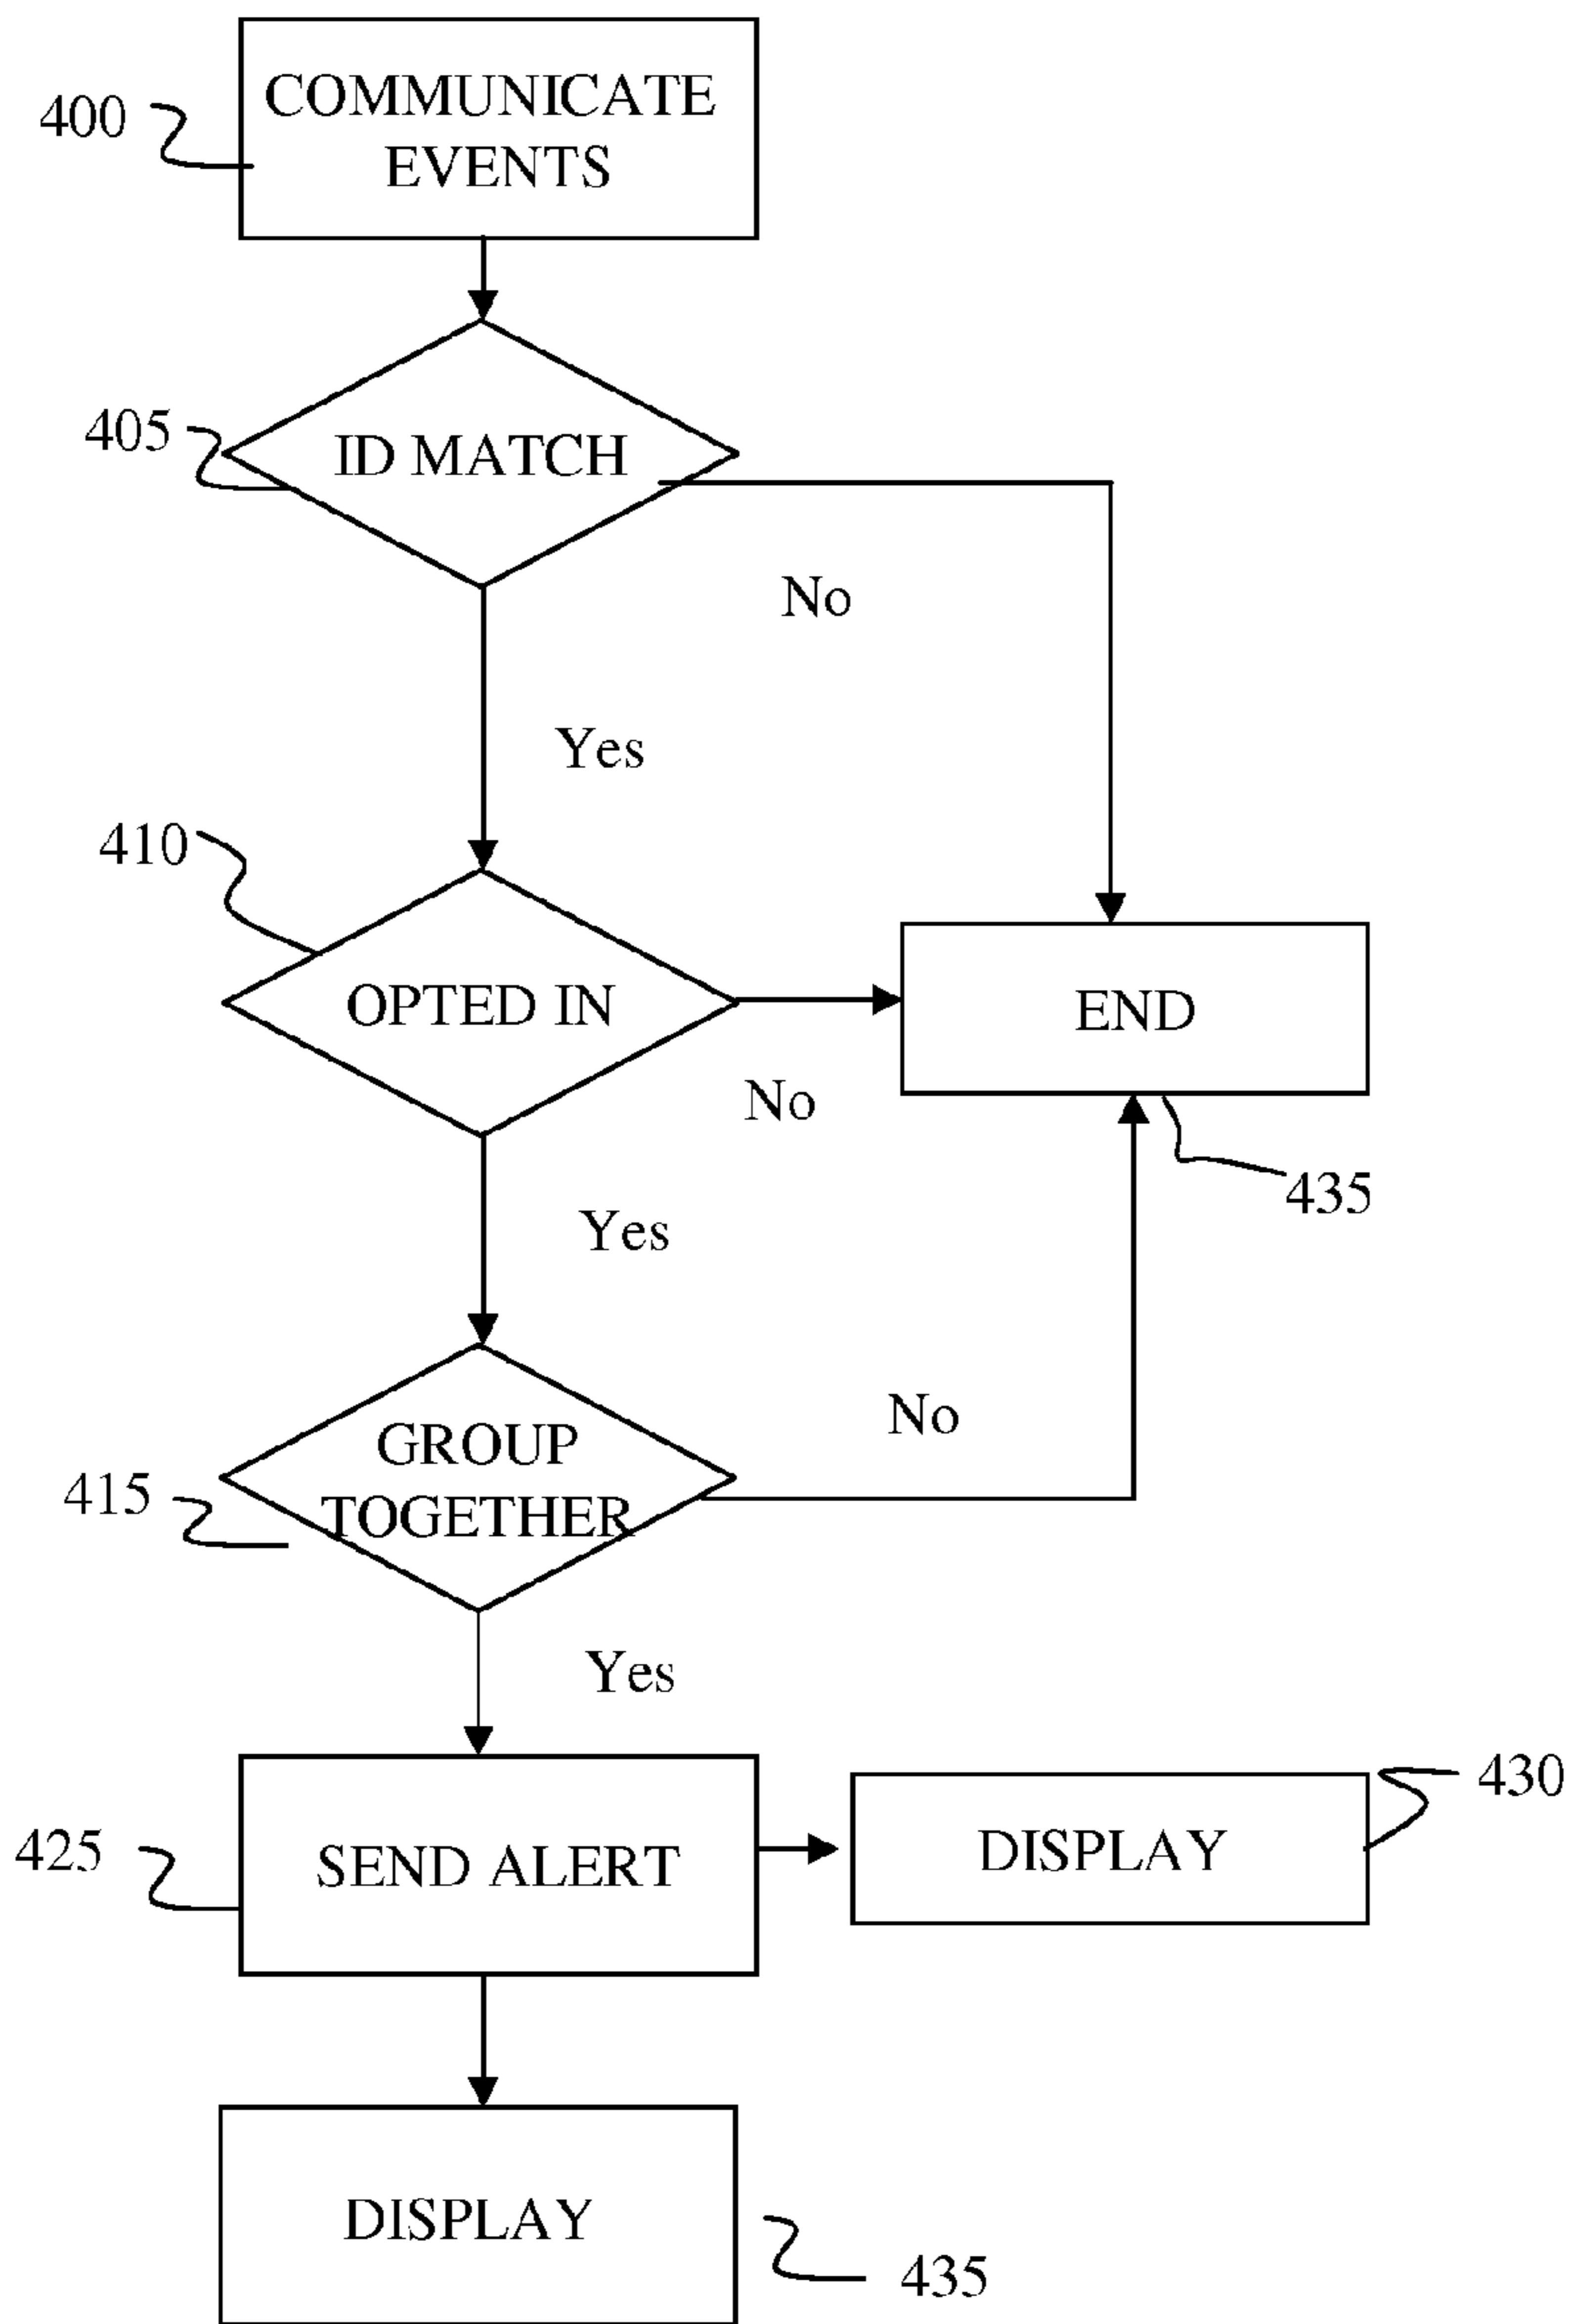 COMMUNICATE
EVENTS
400
ID MATCH
405
No
Yes
410
OPTED IN
END
No
435
Yes
GROUP
TOGETHER
No
415
Yes
SEND ALERT
DISPLAY
430
425
DISPLAY
435